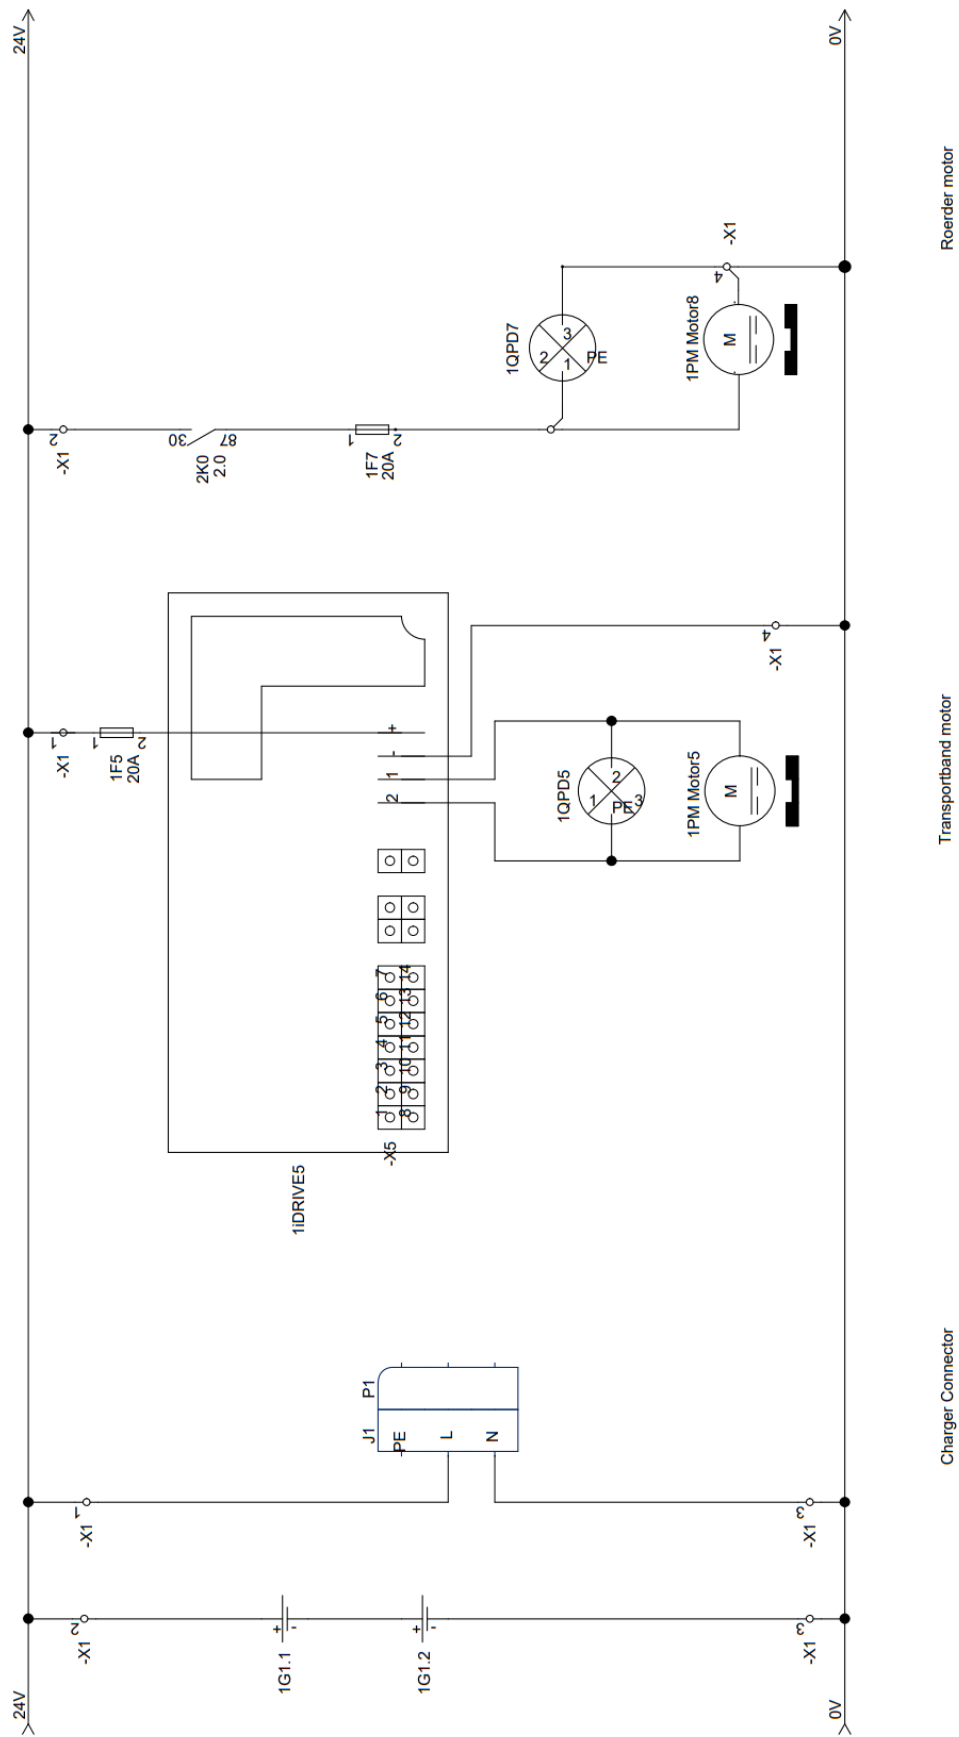 24V
24V
0V
0V
2
-X1
+
-
1G1.1
+
-
1G1.2
3
-X1
1
-X1
J1
P1
PE
L
N
3
-X1
Charger Connector
1iDRIVE5
-X5
1
2
3
4
5
6
7
8
9
10
11
12
13
14
2
1
-
+
1
-X1
1
2
1F5
20A
1QPD5
1
2
3
PE
1PM Motor5
M
4
-X1
Transportband motor
2
-X1
30
87
2K0
2.0
1
2
1F7
20A
1QPD7
2
3
1
PE
1PM Motor8
M
4
-X1
Roerder motor